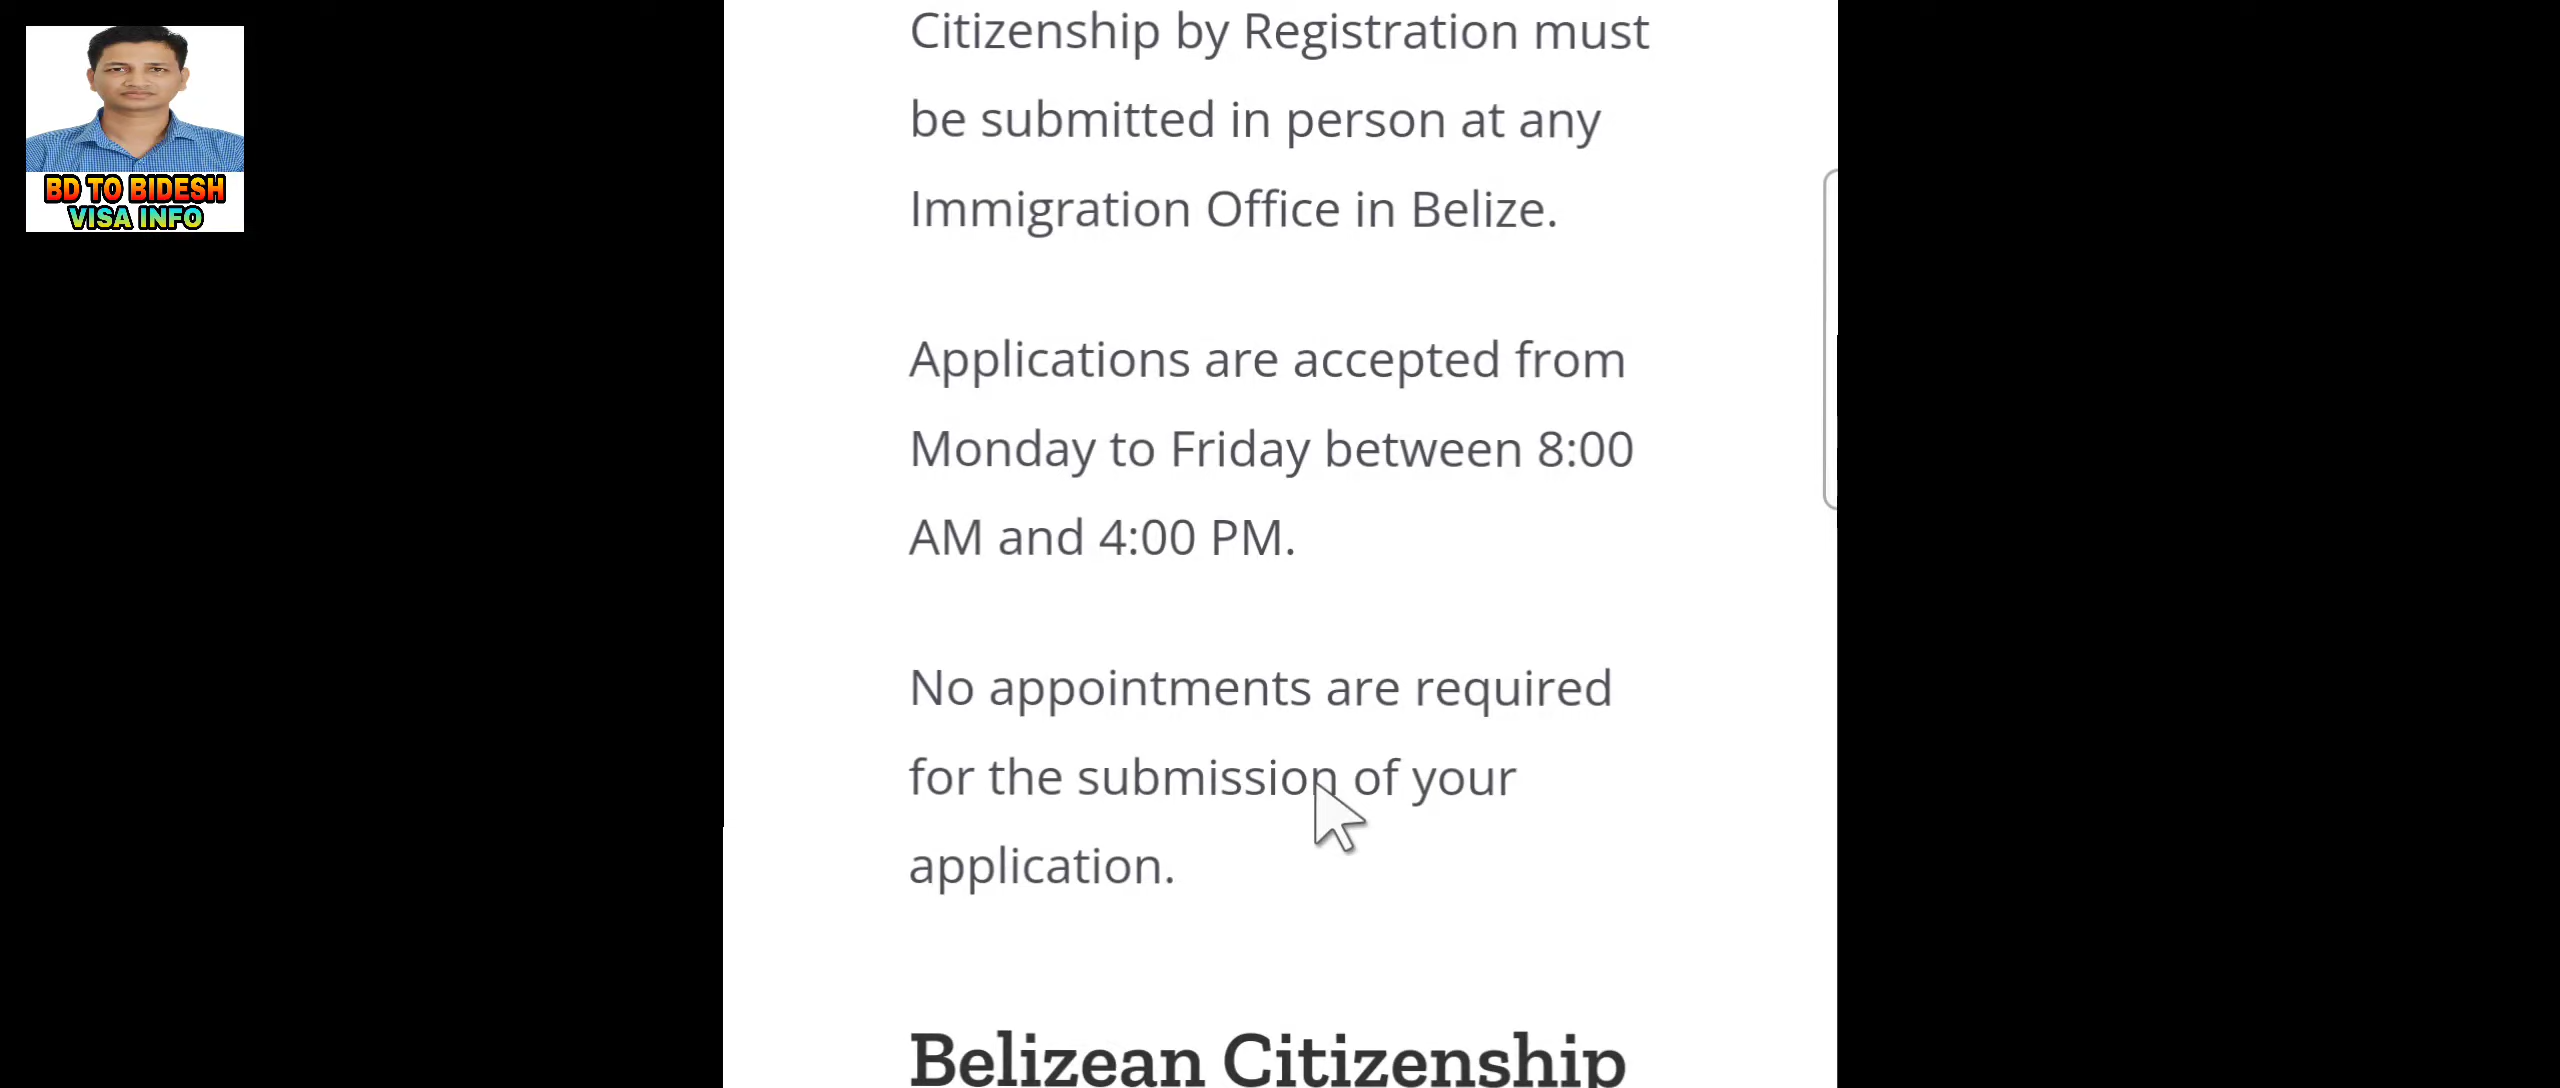 BD TO BIDESH
VISA INFO
Citizenship by Registration must
be submitted in person at any
Immigration Office in Belize.
Applications are accepted from
Monday to Friday between 8:00
AM and 4:00 PM.
No appointments are required
for the submission of your
application.
Belizean Citizenship